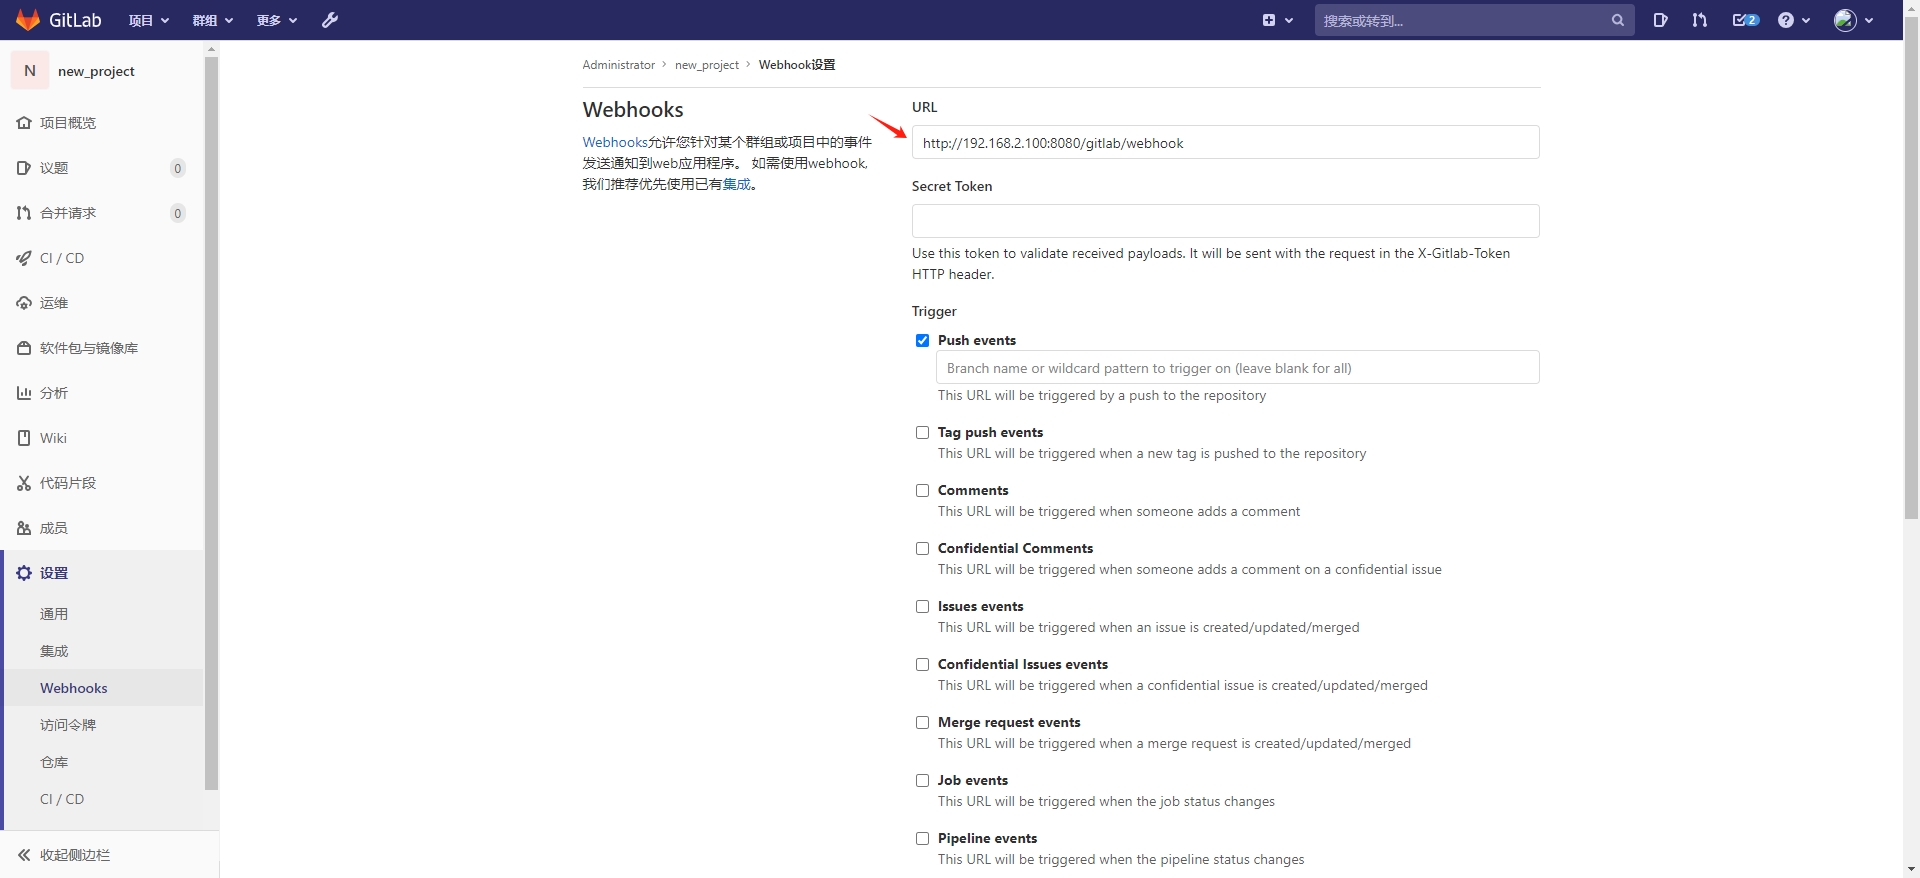 GitLab
项目
群组
更多
搜索或转到...
2
N
new_project
项目概览
议题
0
合并请求
0
CI / CD
运维
软件包与镜像库
分析
Wiki
代码片段
成员
设置
通用
集成
Webhooks
访问令牌
仓库
CI / CD
收起侧边栏
Administrator > new_project > Webhook设置
Webhooks
Webhooks允许您针对某个群组或项目中的事件
发送通知到web应用程序。 如需使用webhook,
我们推荐优先使用已有集成。
URL
http://192.168.2.100:8080/gitlab/webhook
Secret Token
Use this token to validate received payloads. It will be sent with the request in the X-Gitlab-Token
HTTP header.
Trigger
Push events
Branch name or wildcard pattern to trigger on (leave blank for all)
This URL will be triggered by a push to the repository
Tag push events
This URL will be triggered when a new tag is pushed to the repository
Comments
This URL will be triggered when someone adds a comment
Confidential Comments
This URL will be triggered when someone adds a comment on a confidential issue
Issues events
This URL will be triggered when an issue is created/updated/merged
Confidential Issues events
This URL will be triggered when a confidential issue is created/updated/merged
Merge request events
This URL will be triggered when a merge request is created/updated/merged
Job events
This URL will be triggered when the job status changes
Pipeline events
This URL will be triggered when the pipeline status changes